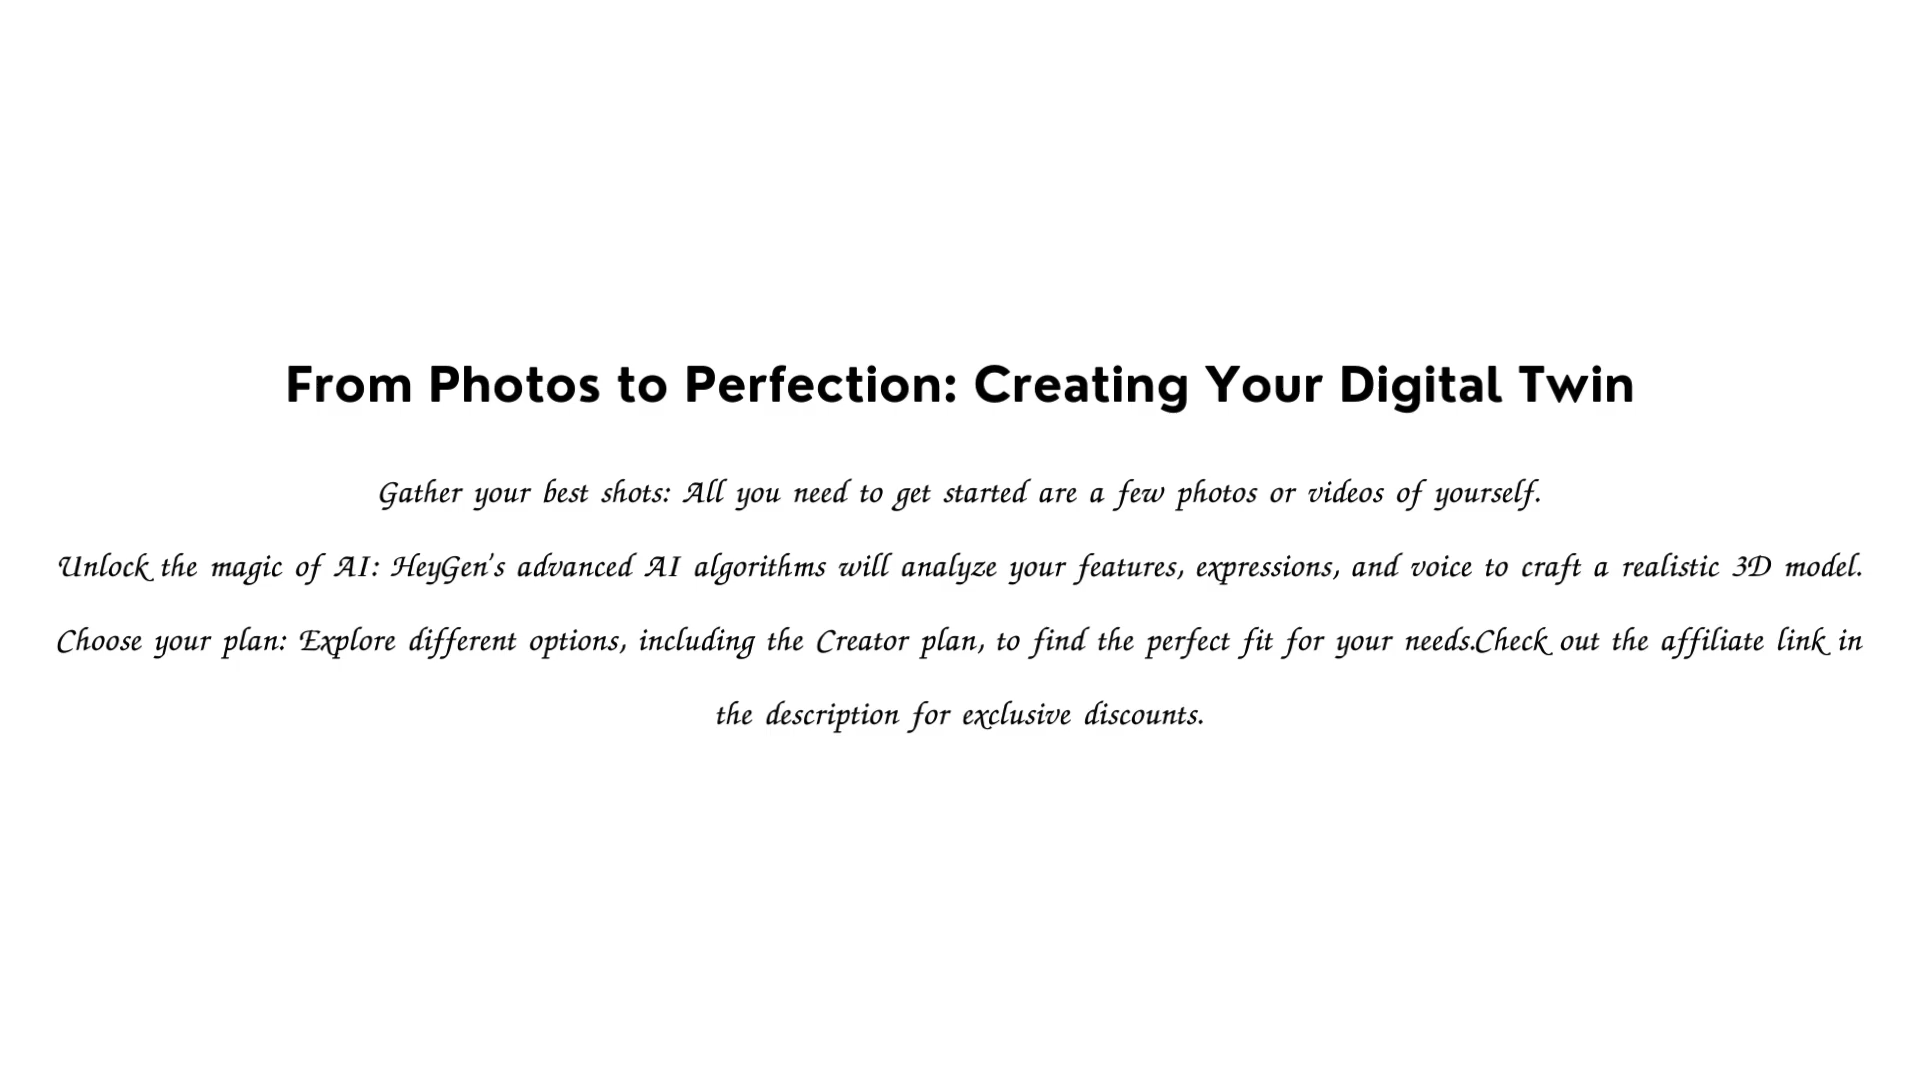 From Photos to Perfection: Creating Your Digital Twin
Gather your best shots: All you need to get started are a few photos or videos of yourself.
Unlock the magic of AI: HeyGen's advanced AI algorithms will analyze your features, expressions, and voice to craft a realistic 3D model.
Choose your plan: Explore different options, including the Creator plan, to find the perfect fit for your needs.Check out the affiliate link in
the description for exclusive discounts.